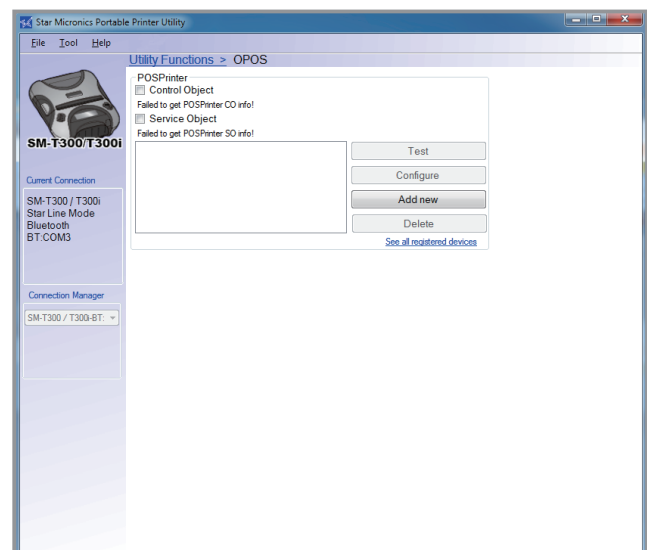 Star Micronics Portable Printer Utility
File Tool Help
Utility Functions > OPOS
SM-T300/T300i
Current Connection
SM-T300 / T300i
Star Line Mode
Bluetooth
BT:COM3
Connection Manager
SM-T300 / T300i-BT:
POSPrinter
Control Object
Failed to get POSPrinter CO info!
Service Object
Failed to get POSPrinter SO info!
Test
Configure
Add new
Delete
See all registered devices